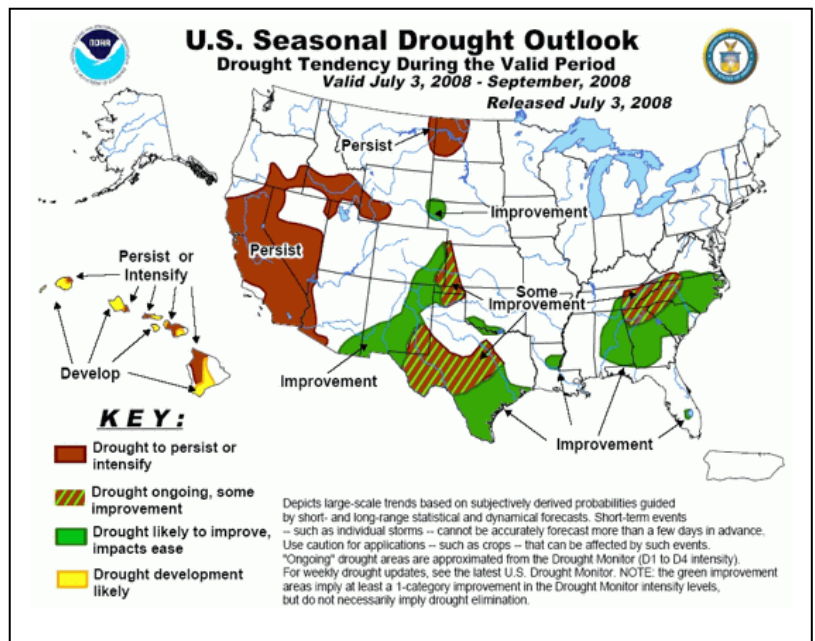 NOAA
U.S. Seasonal Drought Outlook
Drought Tendency During the Valid Period
Valid July 3, 2008 - September, 2008
Released July 3, 2008
Persist
Improvement
Persist
Persist or
Intensify
Some
Improvement
Develop
Improvement
Improvement
KEY:
Drought to persist or
intensify
Drought ongoing, some
improvement
Drought likely to improve,
impacts ease
Drought development
likely
Depicts large-scale trends based on subjectively derived probabilities guided
by short- and long-range statistical and dynamical forecasts. Short-term events
-- such as individual storms -- cannot be accurately forecast more than a few days in advance.
Use caution for applications -- such as crops -- that can be affected by such events.
"Ongoing" drought areas are approximated from the Drought Monitor (D1 to D4 intensity).
For weekly drought updates, see the latest U.S. Drought Monitor. NOTE: the green improvement
areas imply at least a 1-category improvement in the Drought Monitor intensity levels,
but do not necessarily imply drought elimination.